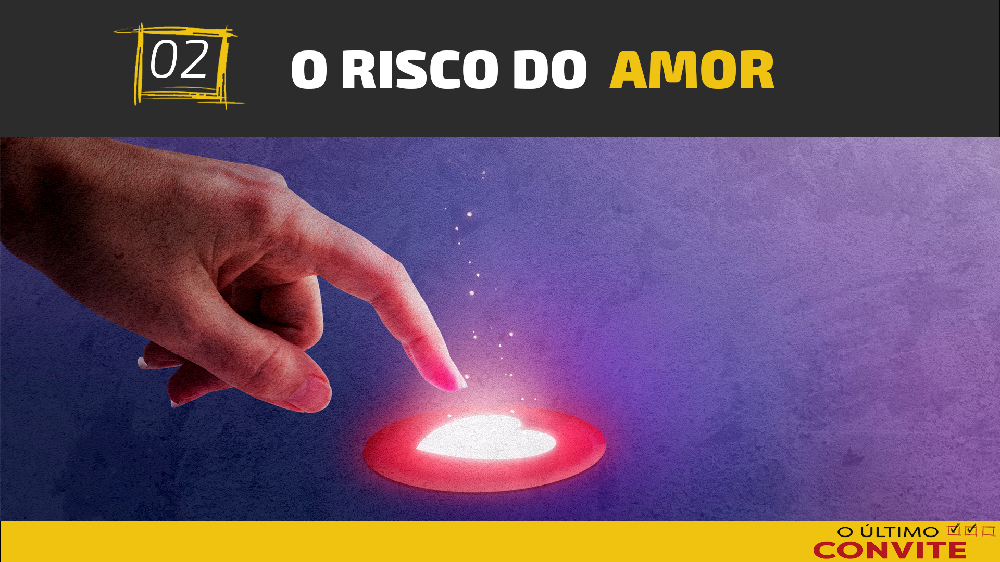 02
O RISCO DO AMOR
O ÚLTIMO
CONVITE